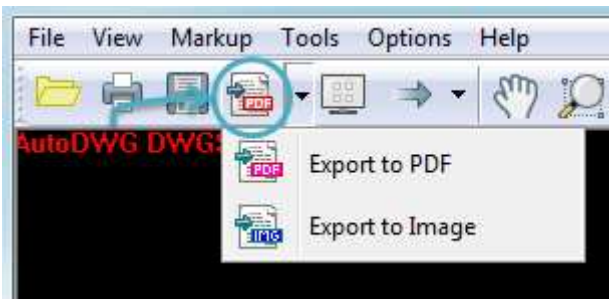 File View Markup Tools Options Help
PDF
AutoDWG DWGS
PDF Export to PDF
IMG Export to Image